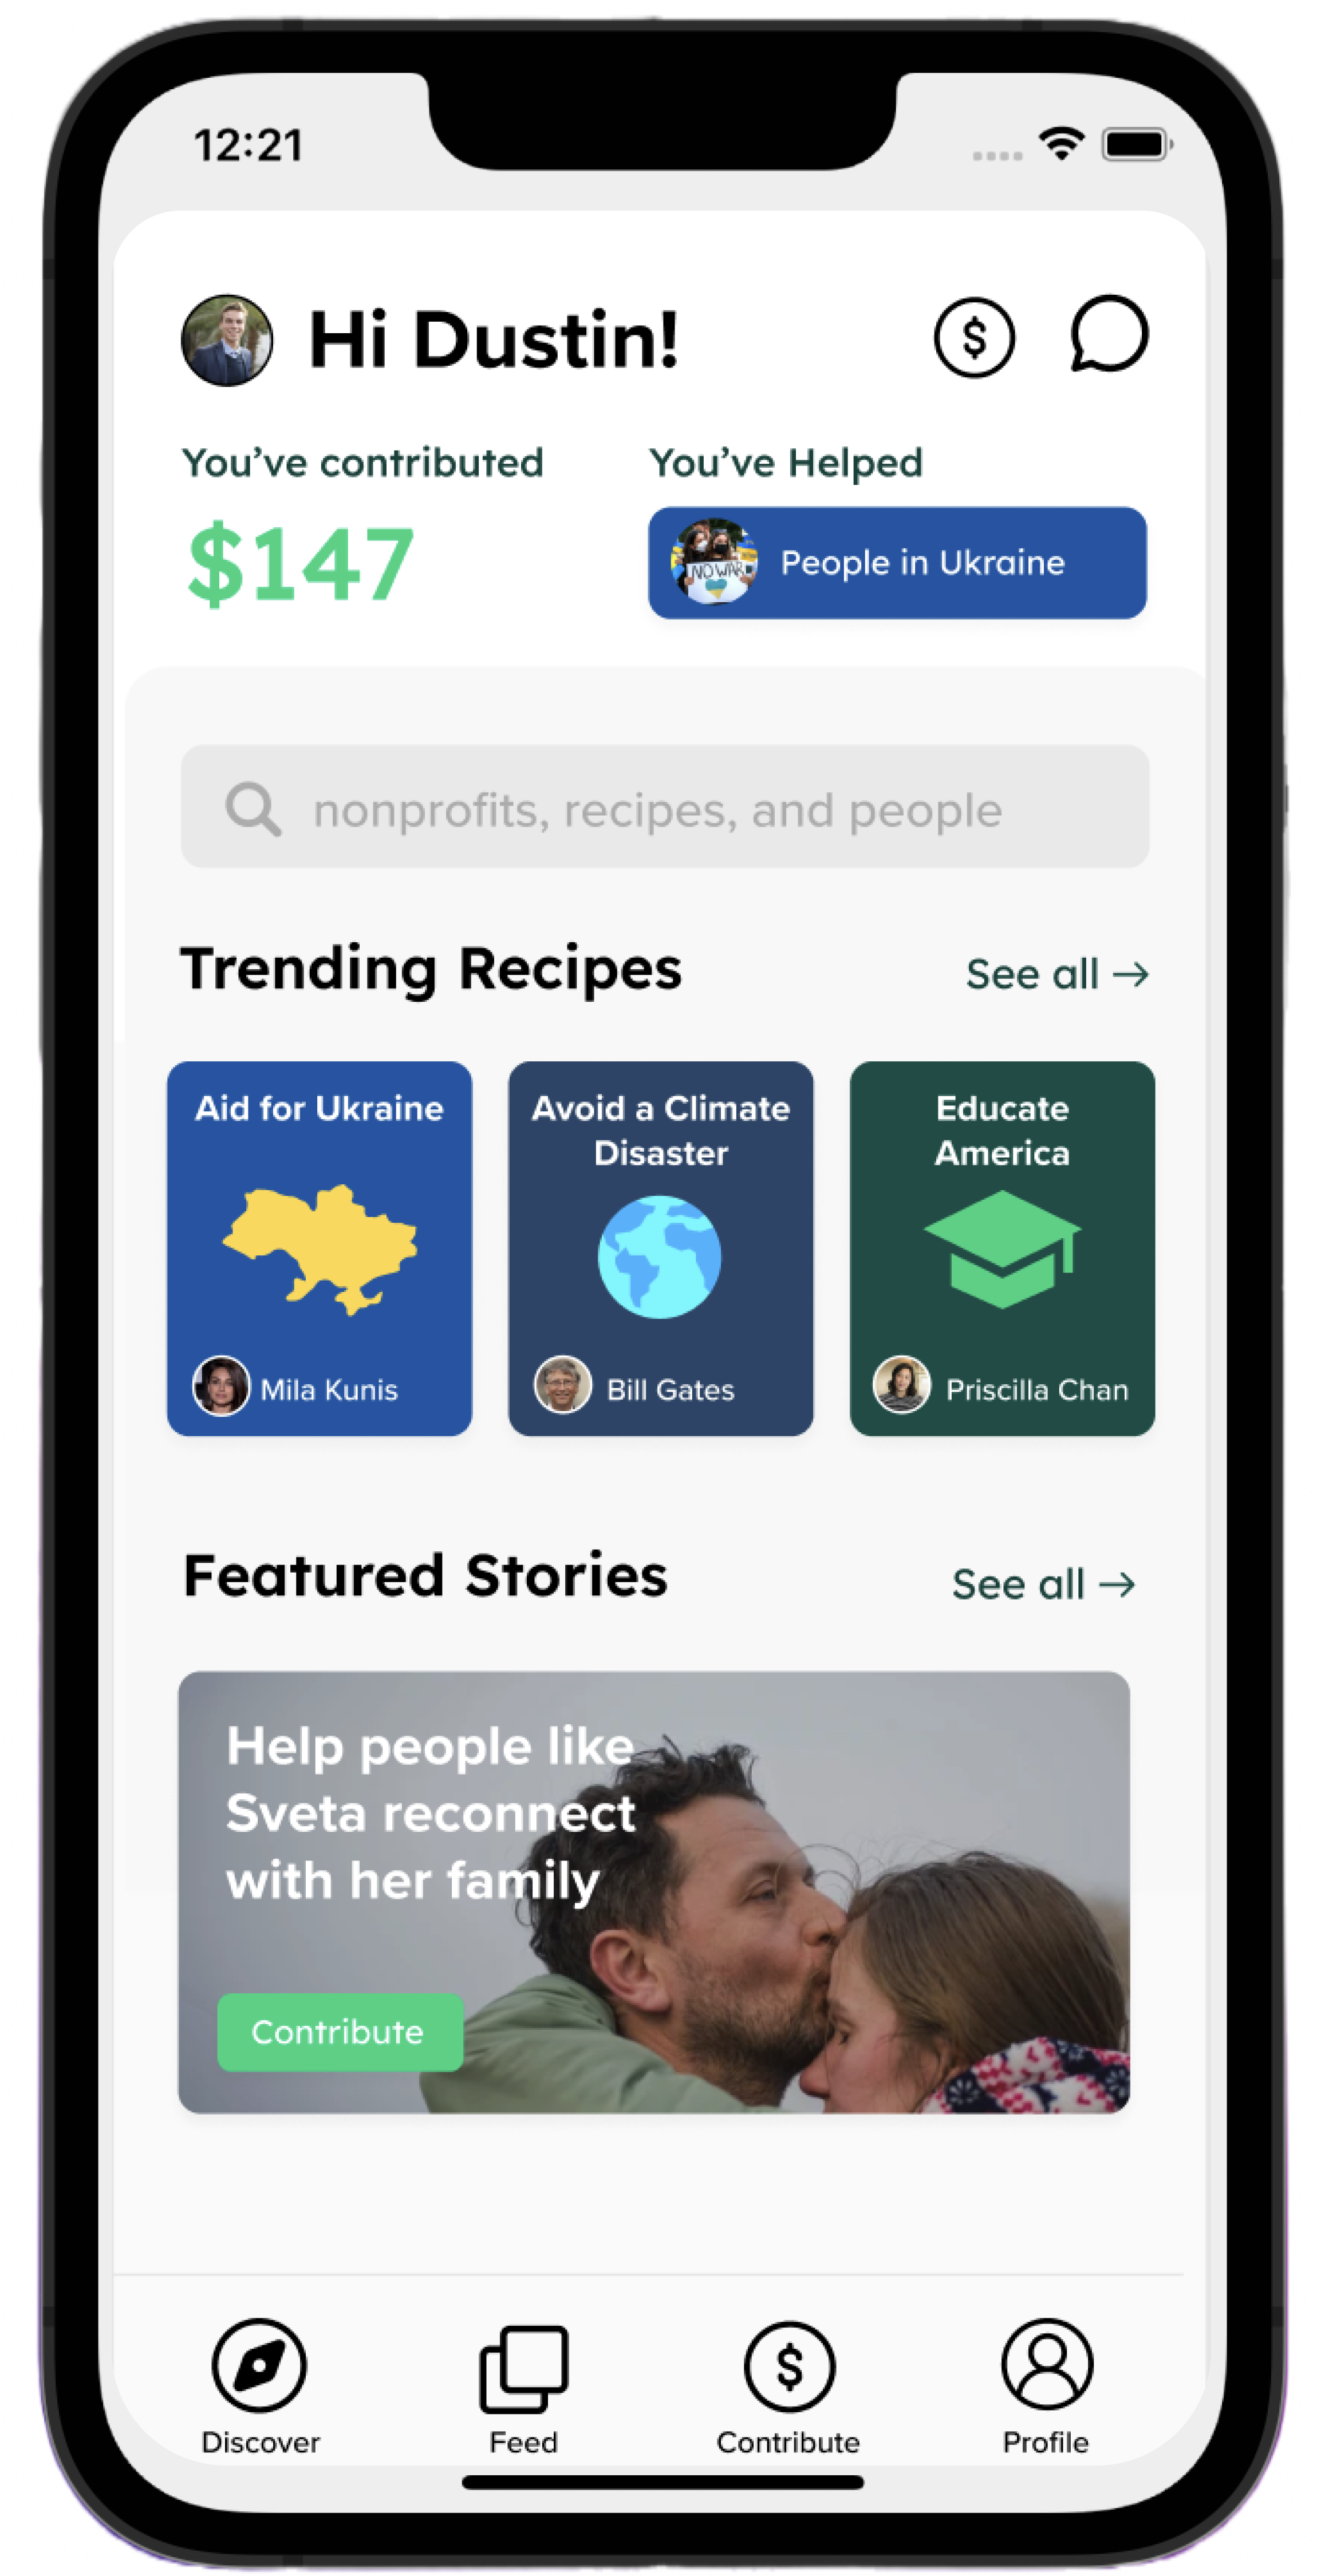 12:21
Hi Dustin!
$
You’ve contributed
You’ve Helped
$147
NO WAR
People in Ukraine
nonprofits, recipes, and people
Trending Recipes
See all →
Aid for Ukraine
Avoid a Climate
Disaster
Educate
America
Mila Kunis
Bill Gates
Priscilla Chan
Featured Stories
See all →
Help people like
Sveta reconnect
with her family
Contribute
$
Discover
Feed
Contribute
Profile